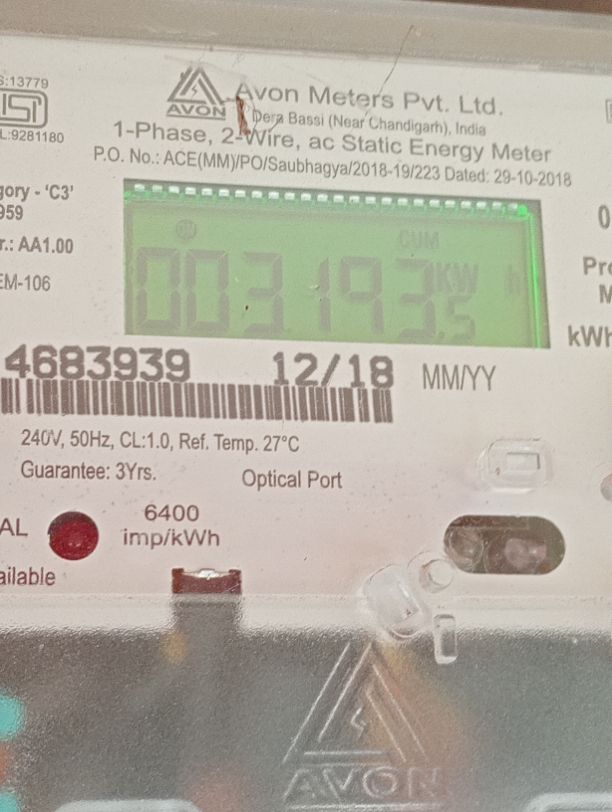 S:13779
ISI
L:9281180
AVON
Avon Meters Pvt. Ltd.
Dera Bassi (Near Chandigarh), India
1-Phase, 2-Wire, ac Static Energy Meter
P.O. No.: ACE(MM)/PO/Saubhagya/2018-19/223 Dated: 29-10-2018
gory - 'C3'
959
r.: AA1.00
EM-106
CUM
003193.5
KW h
0
Pro
M
kWh
4683939
12/18
MM/YY
240V, 50Hz, CL:1.0, Ref. Temp. 27°C
Guarantee: 3Yrs.
Optical Port
AL
6400
imp/kWh
ailable
AVON